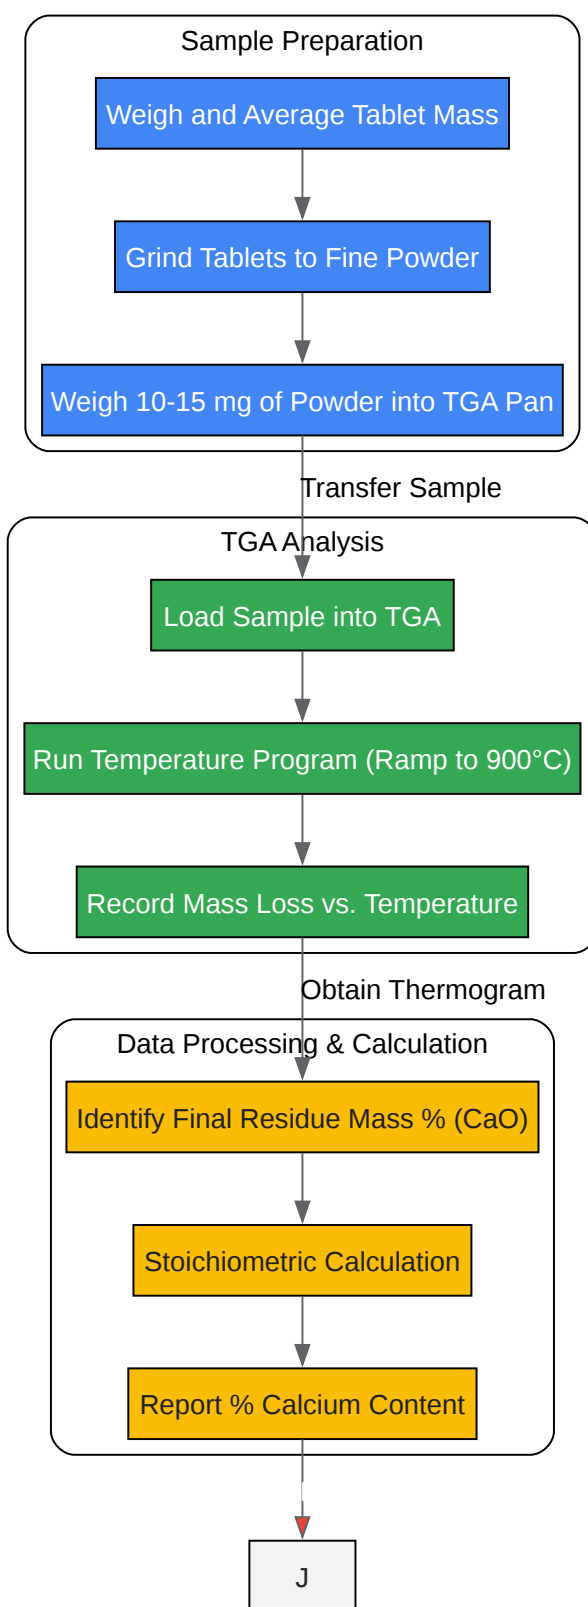 Sample Preparation
Weigh and Average Tablet Mass
Grind Tablets to Fine Powder
Weigh 10-15 mg of Powder into TGA Pan
Transfer Sample
TGA Analysis
Load Sample into TGA
Run Temperature Program (Ramp to 900°C)
Record Mass Loss vs. Temperature
Obtain Thermogram
Data Processing & Calculation
Identify Final Residue Mass % (CaO)
Stoichiometric Calculation
Report % Calcium Content
J